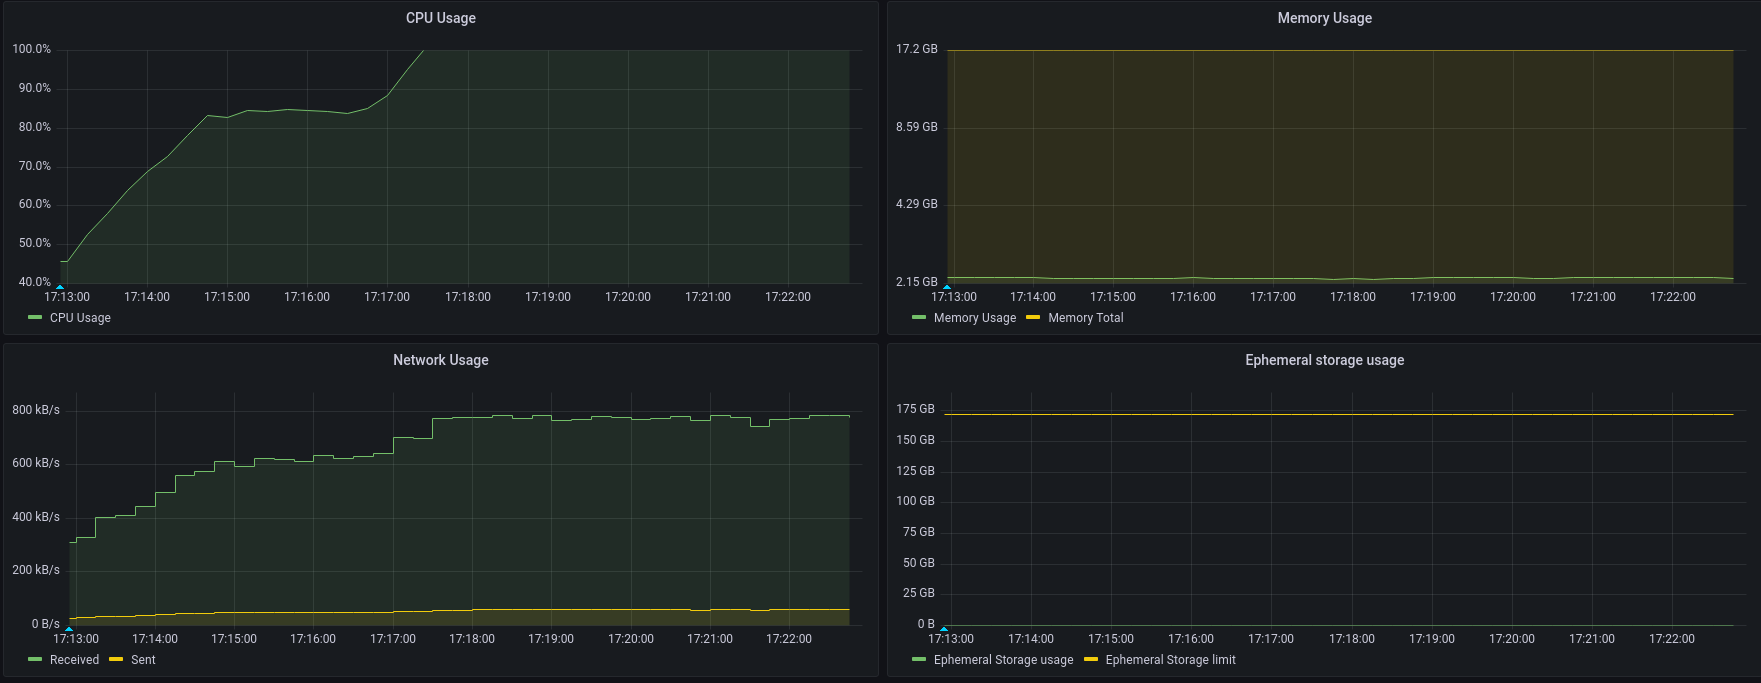 CPU Usage
100.0%
90.0%
80.0%
70.0%
60.0%
50.0%
40.0%
17:13:00 17:14:00 17:15:00 17:16:00 17:17:00 17:18:00 17:19:00 17:20:00 17:21:00 17:22:00
CPU Usage
Memory Usage
17.2 GB
8.59 GB
4.29 GB
2.15 GB
17:13:00 17:14:00 17:15:00 17:16:00 17:17:00 17:18:00 17:19:00 17:20:00 17:21:00 17:22:00
Memory Usage Memory Total
Network Usage
800 kB/s
600 kB/s
400 kB/s
200 kB/s
0 B/s
17:13:00 17:14:00 17:15:00 17:16:00 17:17:00 17:18:00 17:19:00 17:20:00 17:21:00 17:22:00
Received Sent
Ephemeral storage usage
175 GB
150 GB
125 GB
100 GB
75 GB
50 GB
25 GB
0 B
17:13:00 17:14:00 17:15:00 17:16:00 17:17:00 17:18:00 17:19:00 17:20:00 17:21:00 17:22:00
Ephemeral Storage usage Ephemeral Storage limit